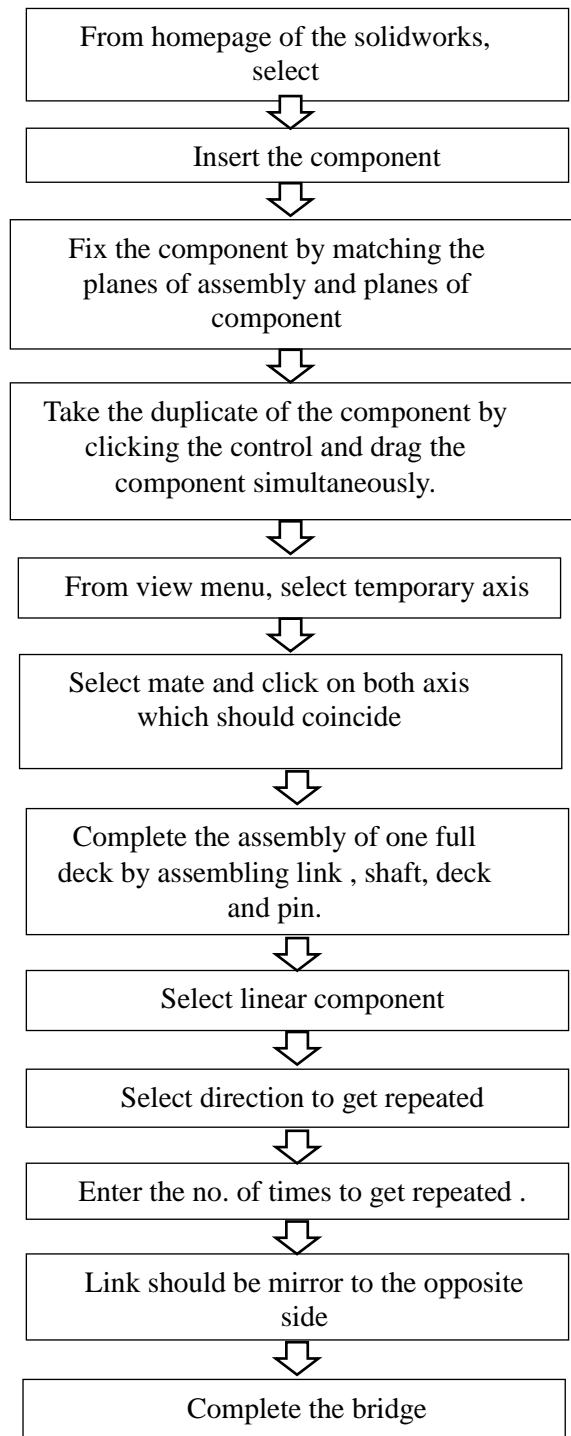 From homepage of the solidworks,
select
Insert the component
Fix the component by matching the
planes of assembly and planes of
component
Take the duplicate of the component by
clicking the control and drag the
component simultaneously.
From view menu, select temporary axis
Select mate and click on both axis
which should coincide
Complete the assembly of one full
deck by assembling link , shaft, deck
and pin.
Select linear component
Select direction to get repeated
Enter the no. of times to get repeated .
Link should be mirror to the opposite
side
Complete the bridge